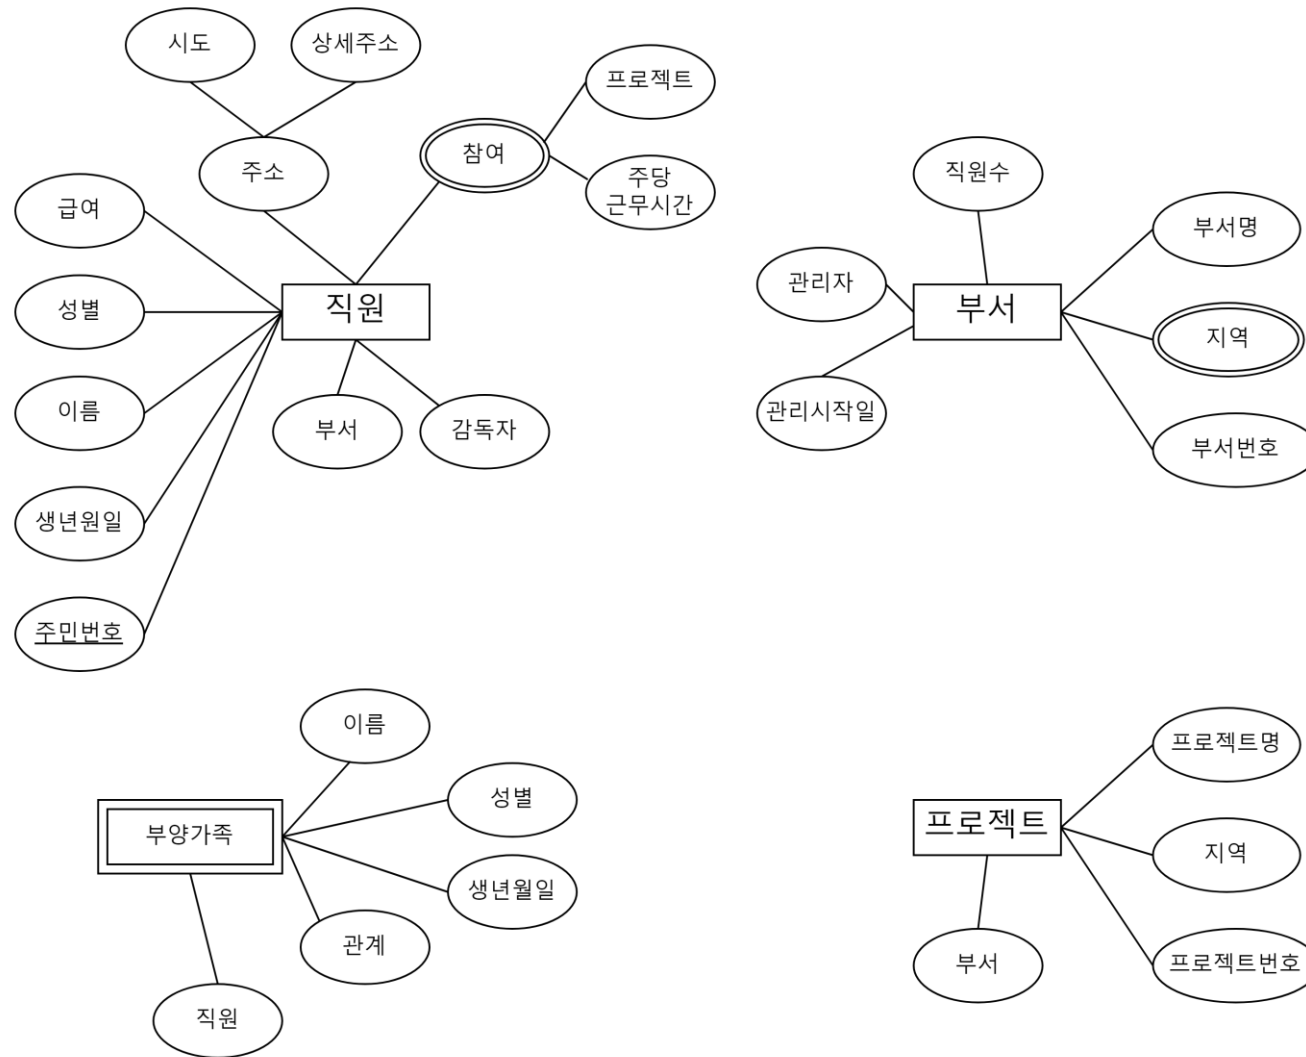 시도
상세주소
프로젝트
참여
주소
주당
근무시간
급여
성별
이름
생년원일
주민번호
직원
부서
감독자
직원수
관리자
관리시작일
부서
부서명
지역
부서번호
이름
성별
부양가족
생년월일
관계
직원
프로젝트명
프로젝트
지역
부서
프로젝트번호